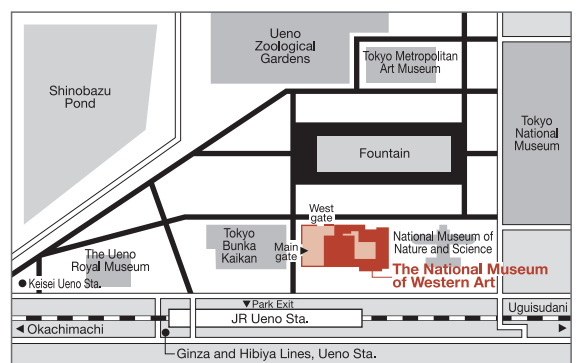 Ueno
Zoological
Gardens
Tokyo Metropolitan
Art Museum
Shinobazu
Pond
Tokyo
National
Museum
Fountain
West
gate
Tokyo
Bunka
Kaikan
Main
gate
National Museum of
Nature and Science
The Ueno
Royal Museum
The National Museum
of Western Art
Keisei Ueno Sta.
Park Exit
Uguisudani
JR Ueno Sta.
Okachimachi
Ginza and Hibiya Lines, Ueno Sta.